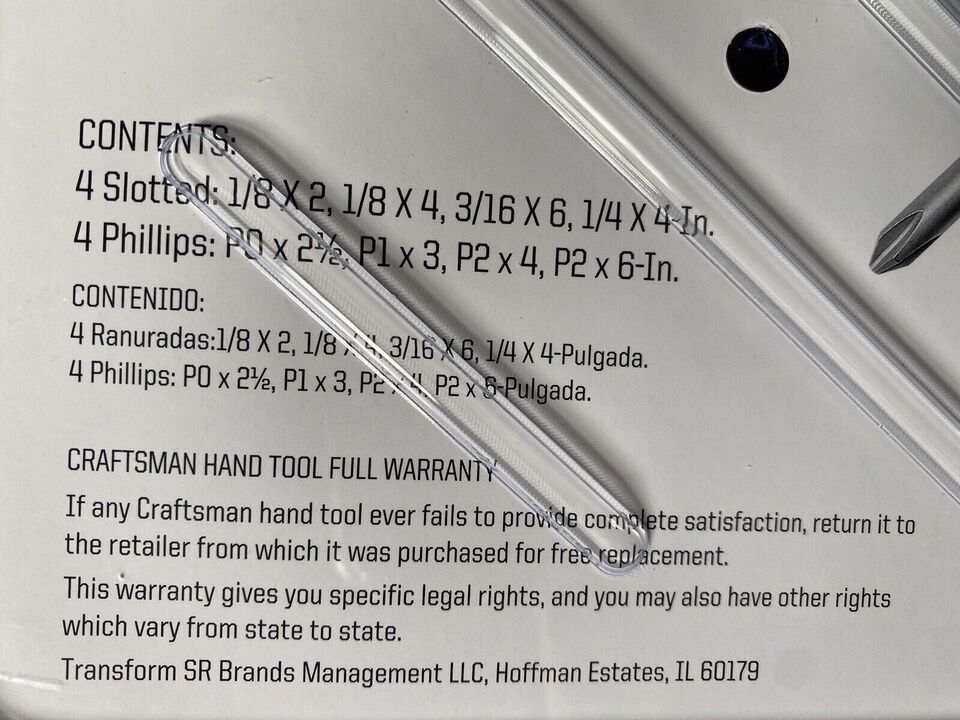 CONTENTS:
4 Slotted: 1/8 X 2, 1/8 X 4, 3/16 X 6, 1/4 X 4-In.
4 Phillips: P0 x 2½, P1 x 3, P2 x 4, P2 x 6-In.
CONTENIDO:
4 Ranuradas:1/8 X 2, 1/8 X 4, 3/16 X 6, 1/4 X 4-Pulgada.
4 Phillips: P0 x 2½, P1 x 3, P2 x 4, P2 x 6-Pulgada.
CRAFTSMAN HAND TOOL FULL WARRANTY
If any Craftsman hand tool ever fails to provide complete satisfaction, return it to
the retailer from which it was purchased for free replacement.
This warranty gives you specific legal rights, and you may also have other rights
which vary from state to state.
Transform SR Brands Management LLC, Hoffman Estates, IL 60179